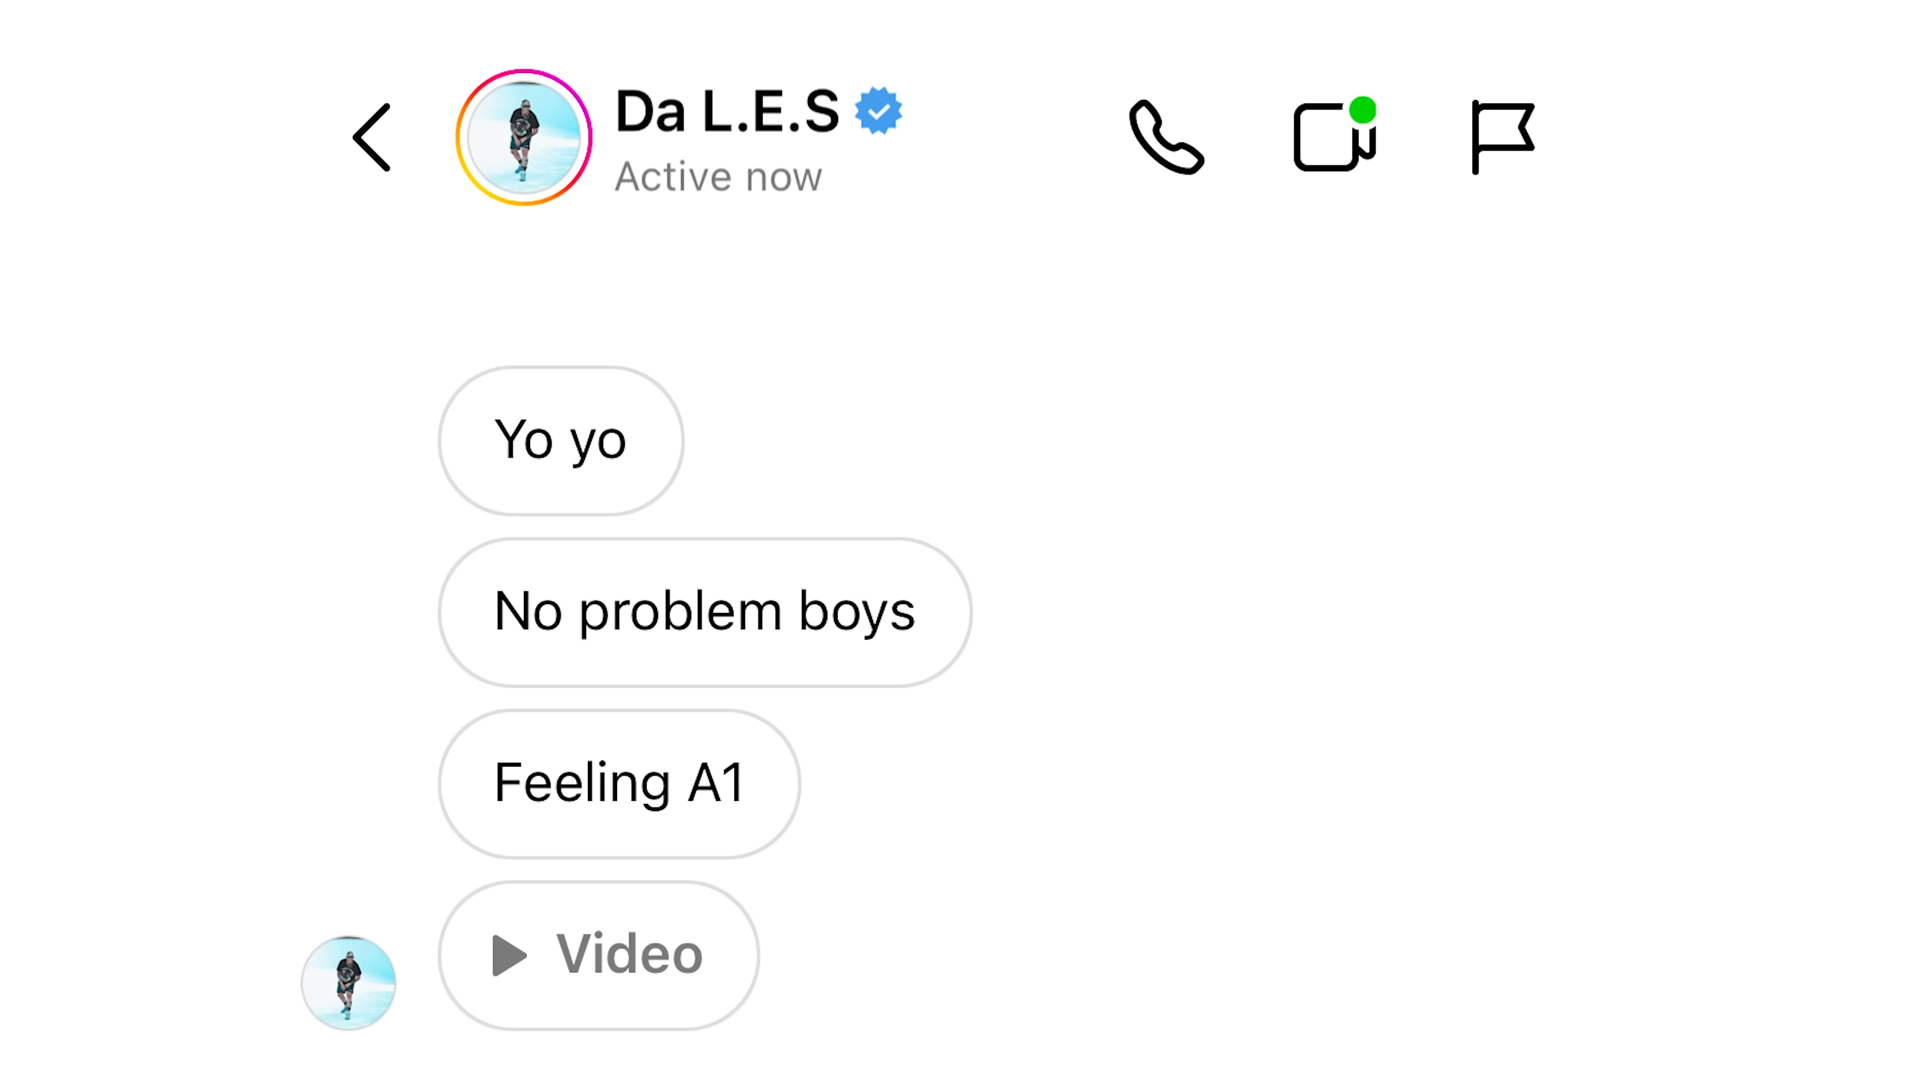 Da L.E.S
Active now
Yo yo
No problem boys
Feeling A1
Video